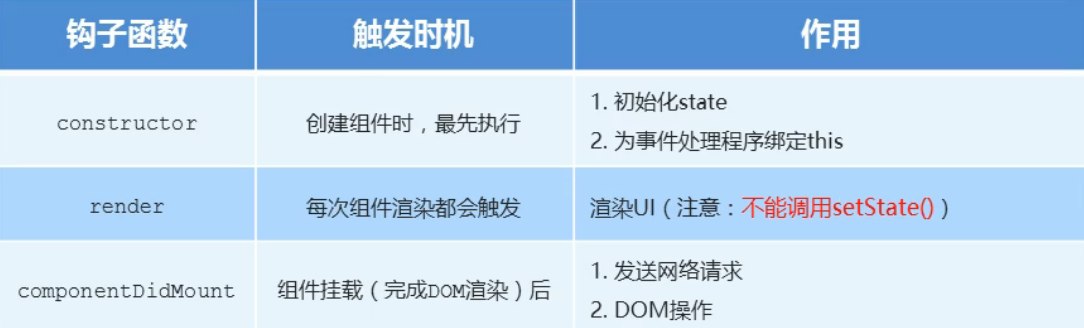 钩子函数 触发时机 作用
constructor 创建组件时，最先执行 1. 初始化state
2. 为事件处理程序绑定this
render 每次组件渲染都会触发 渲染UI（注意：不能调用setState()）
componentDidMount 组件挂载（完成DOM渲染）后 1. 发送网络请求
2. DOM操作